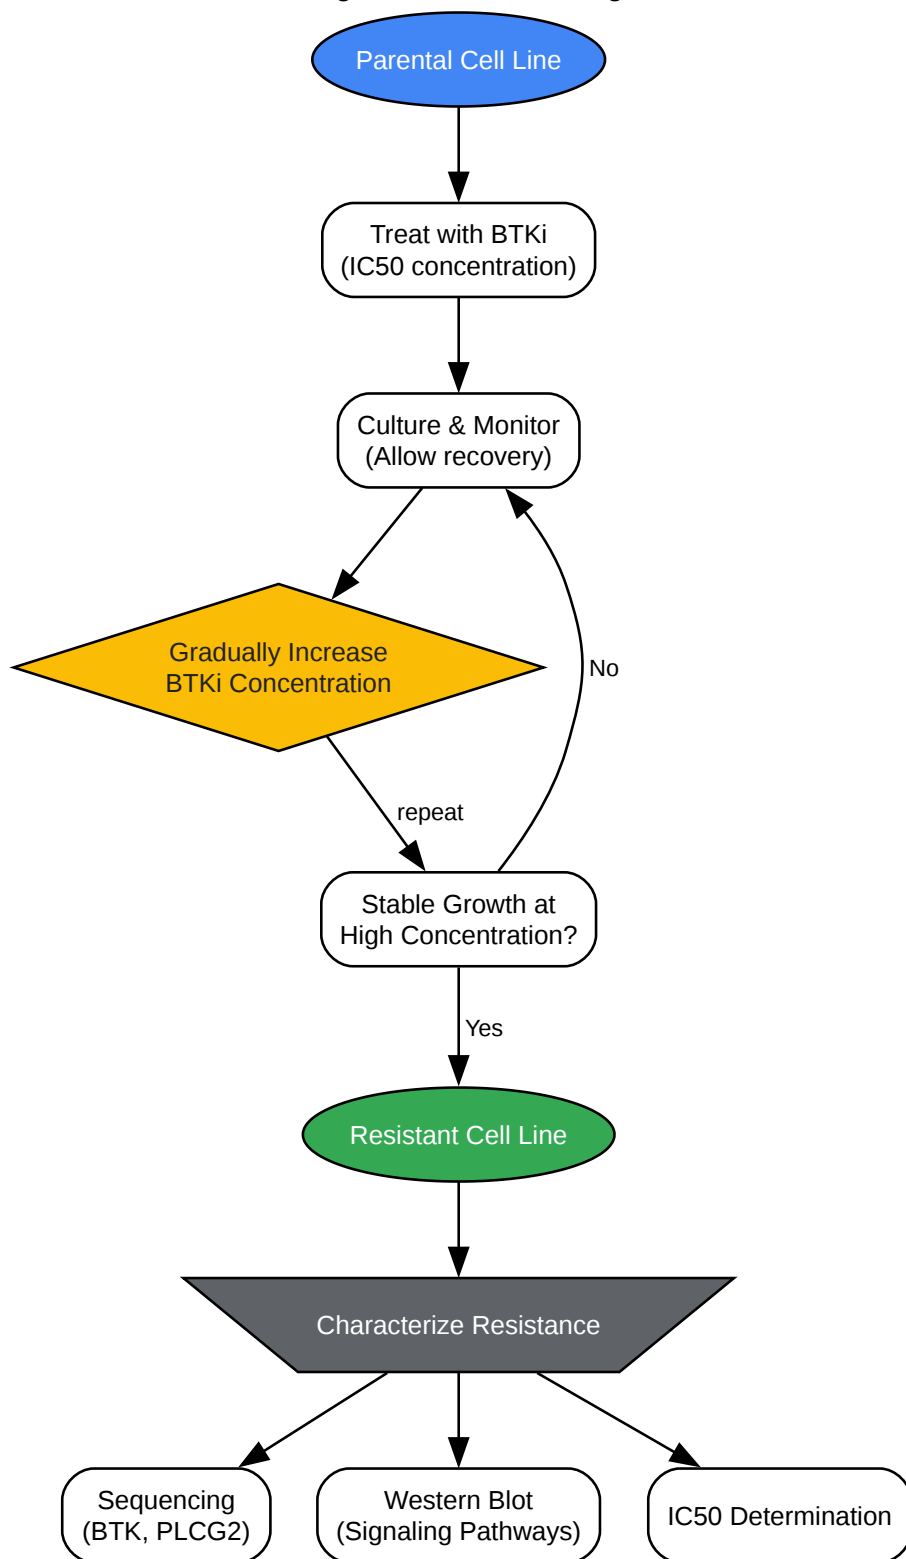 Parental Cell Line
Treat with BTKi
(IC50 concentration)
Culture & Monitor
(Allow recovery)
Gradually Increase
BTKi Concentration
No
repeat
Stable Growth at
High Concentration?
Yes
Resistant Cell Line
Characterize Resistance
Sequencing
(BTK, PLCG2)
Western Blot
(Signaling Pathways)
IC50 Determination